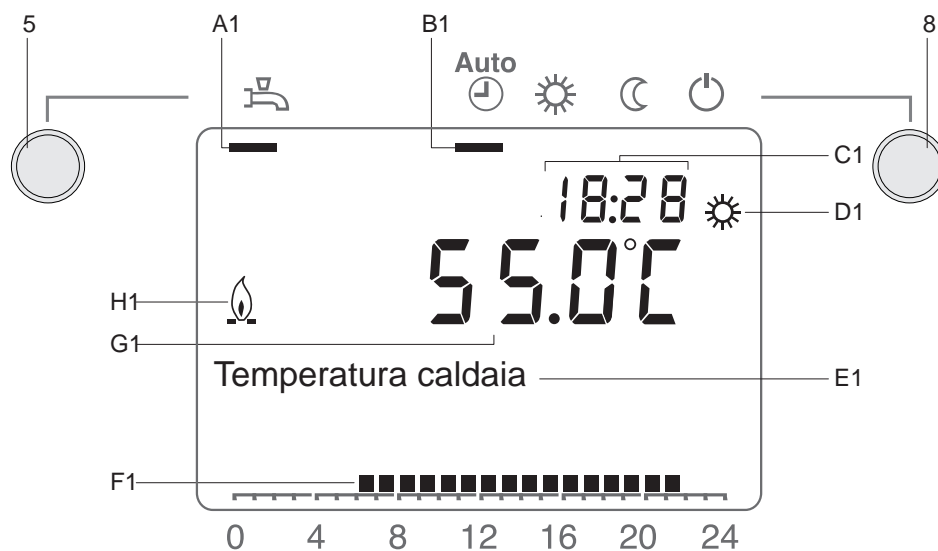 5 A1 B1 8
Auto
C1
18:28
D1
55.0°C
H1
G1
Temperatura caldaia
E1
F1
0 4 8 12 16 20 24